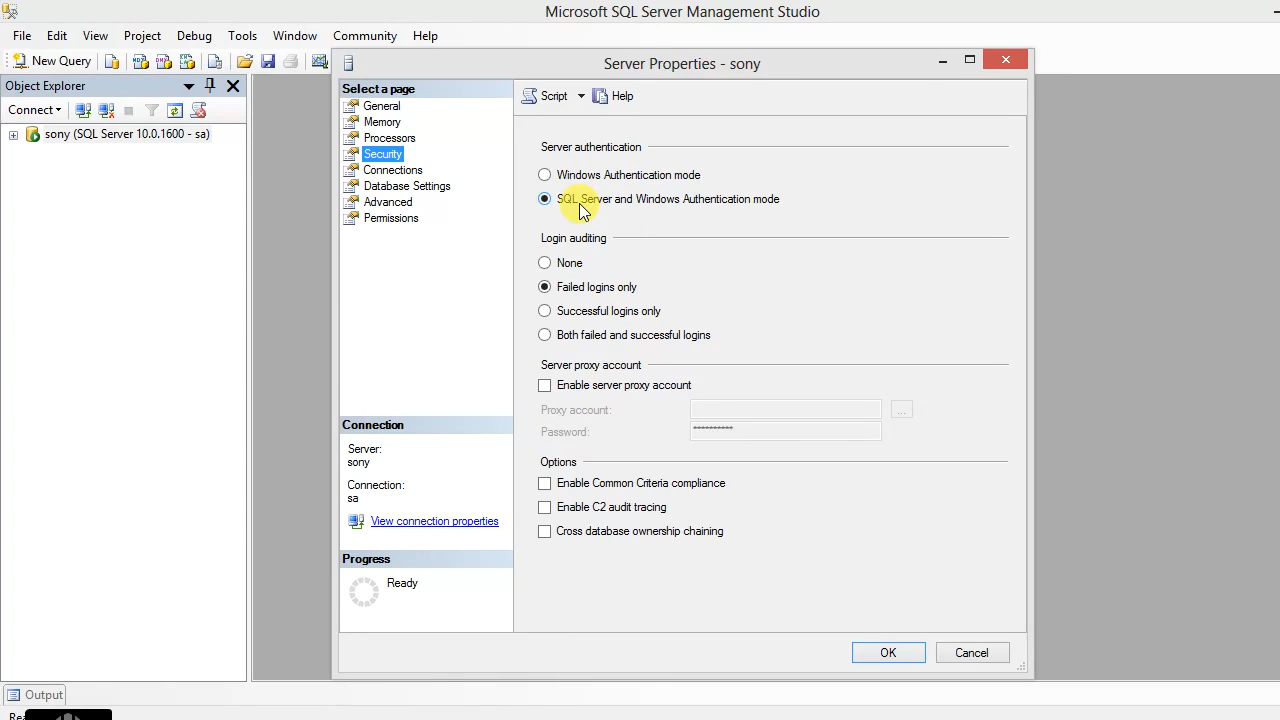 Microsoft SQL Server Management Studio
File Edit View Project Debug Tools Window Community Help
New Query
Object Explorer
Connect
sony (SQL Server 10.0.1600 - sa)
Server Properties - sony
Select a page
General
Memory
Processors
Security
Connections
Database Settings
Advanced
Permissions
Script Help
Server authentication
Windows Authentication mode
SQL Server and Windows Authentication mode
Login auditing
None
Failed logins only
Successful logins only
Both failed and successful logins
Server proxy account
Enable server proxy account
Proxy account:
...
Password:
**********
Options
Enable Common Criteria compliance
Enable C2 audit tracing
Cross database ownership chaining
Connection
Server:
sony
Connection:
sa
View connection properties
Progress
Ready
OK Cancel
Output